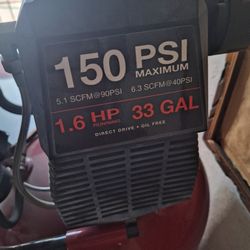 150 PSI
MAXIMUM
5.1 SCFM@90PSI 6.3 SCFM@40PSI
1.6 HP 33 GAL
RUNNING
DIRECT DRIVE • OIL FREE